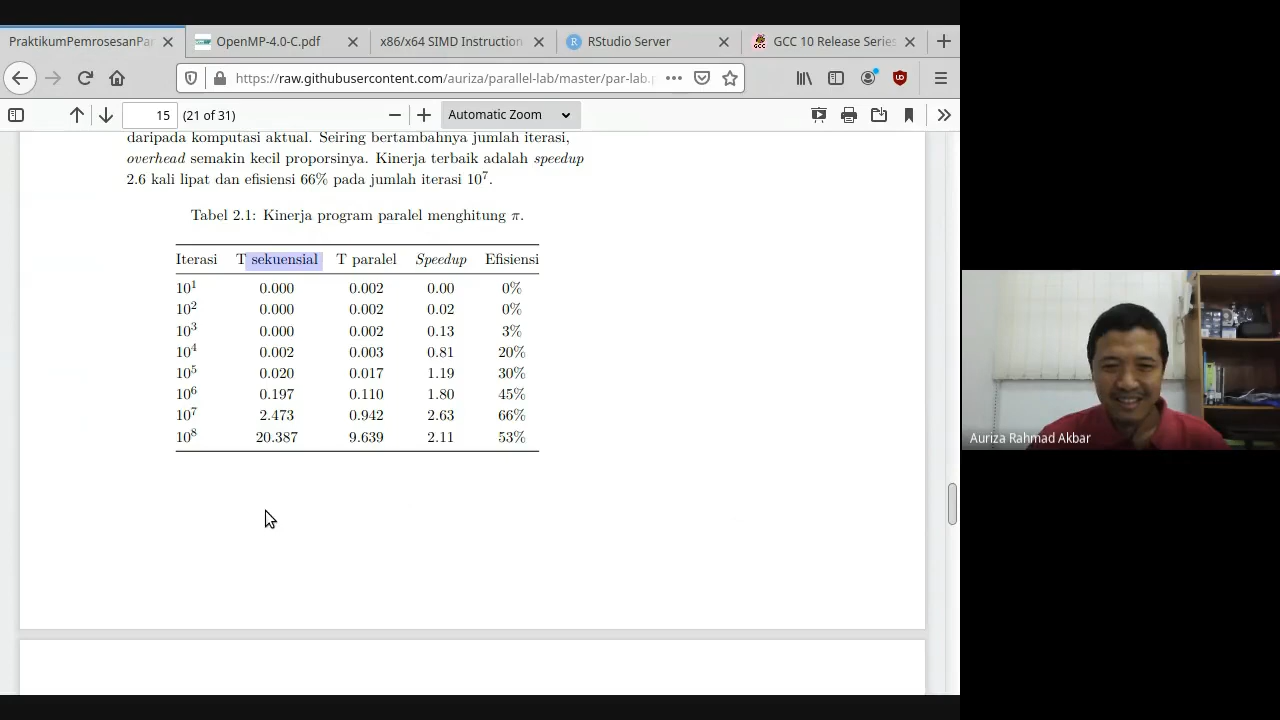 PraktikumPemrosesanPar
OpenMP-4.0-C.pdf
x86/x64 SIMD Instruction
RStudio Server
GCC 10 Release Series
https://raw.githubusercontent.com/auriza/parallel-lab/master/par-lab.p
15 (21 of 31)
Automatic Zoom
daripada komputasi aktual. Seiring bertambahnya jumlah iterasi,
overhead semakin kecil proporsinya. Kinerja terbaik adalah speedup
2.6 kali lipat dan efisiensi 66% pada jumlah iterasi 10⁷.
Tabel 2.1: Kinerja program paralel menghitung π.
Iterasi T sekuensial T paralel Speedup Efisiensi
10¹ 0.000 0.002 0.00 0%
10² 0.000 0.002 0.02 0%
10³ 0.000 0.002 0.13 3%
10⁴ 0.002 0.003 0.81 20%
10⁵ 0.020 0.017 1.19 30%
10⁶ 0.197 0.110 1.80 45%
10⁷ 2.473 0.942 2.63 66%
10⁸ 20.387 9.639 2.11 53%
Auriza Rahmad Akbar